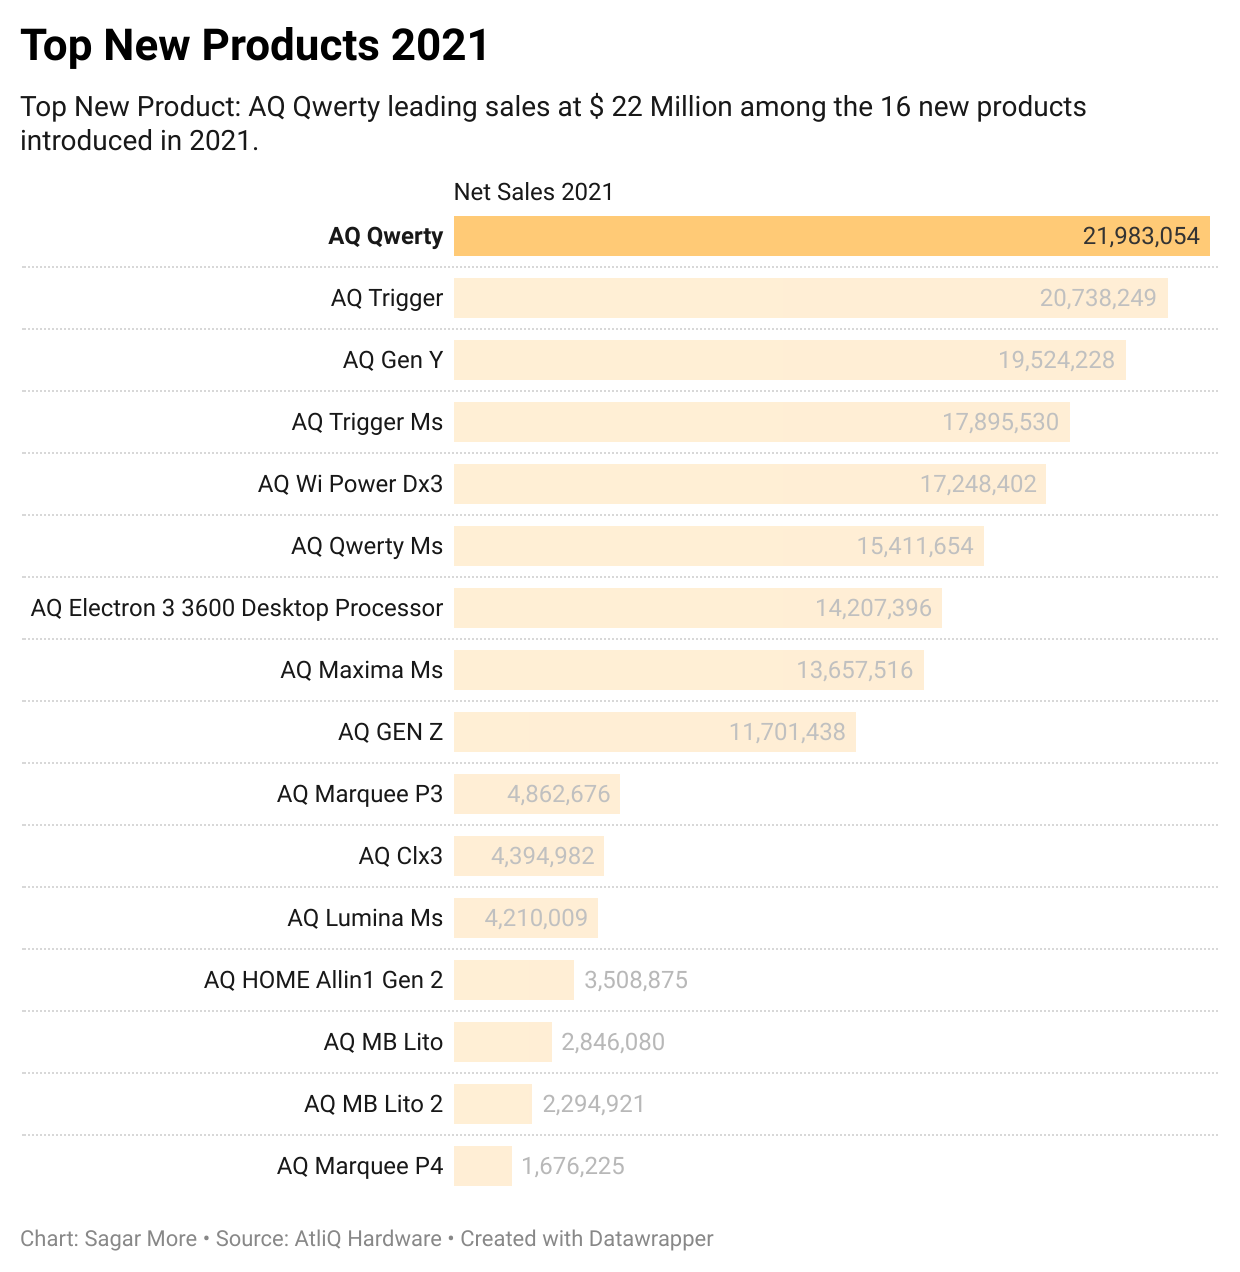 Top New Products 2021
Top New Product: AQ Qwerty leading sales at $ 22 Million among the 16 new products
introduced in 2021.
Net Sales 2021
AQ Qwerty 21,983,054
AQ Trigger 20,738,249
AQ Gen Y 19,524,228
AQ Trigger Ms 17,895,530
AQ Wi Power Dx3 17,248,402
AQ Qwerty Ms 15,411,654
AQ Electron 3 3600 Desktop Processor 14,207,396
AQ Maxima Ms 13,657,516
AQ GEN Z 11,701,438
AQ Marquee P3 4,862,676
AQ Clx3 4,394,982
AQ Lumina Ms 4,210,009
AQ HOME Allin1 Gen 2 3,508,875
AQ MB Lito 2,846,080
AQ MB Lito 2 2,294,921
AQ Marquee P4 1,676,225
Chart: Sagar More • Source: AtliQ Hardware • Created with Datawrapper